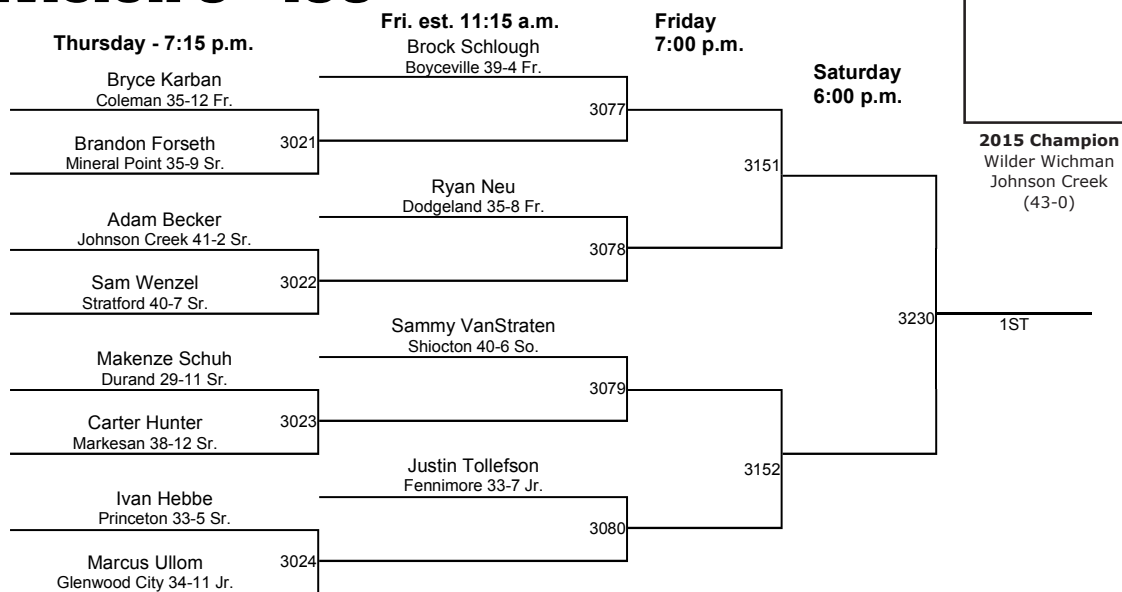 Thursday - 7:15 p.m.
Fri. est. 11:15 a.m.
Friday
7:00 p.m.
Saturday
6:00 p.m.
Bryce Karban
Coleman 35-12 Fr.
3021
Brandon Forseth
Mineral Point 35-9 Sr.
Adam Becker
Johnson Creek 41-2 Sr.
3022
Sam Wenzel
Stratford 40-7 Sr.
Makenze Schuh
Durand 29-11 Sr.
3023
Carter Hunter
Markesan 38-12 Sr.
Ivan Hebbe
Princeton 33-5 Sr.
3024
Marcus Ullom
Glenwood City 34-11 Jr.
Brock Schlough
Boyceville 39-4 Fr.
3077
Ryan Neu
Dodgeland 35-8 Fr.
3078
Sammy VanStraten
Shiocton 40-6 So.
3079
Justin Tollefson
Fennimore 33-7 Jr.
3080
3151
3152
3230
1ST
2015 Champion
Wilder Wichman
Johnson Creek
(43-0)